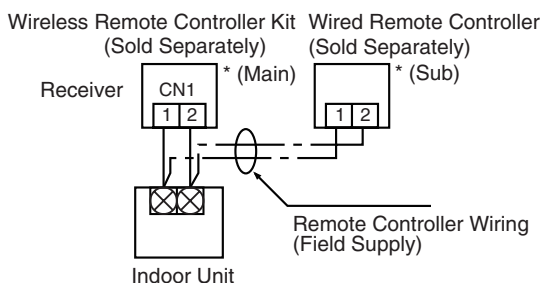 Wireless Remote Controller Kit
(Sold Separately)
Wired Remote Controller
(Sold Separately)
* (Main)
* (Sub)
Receiver
CN1
1 2
1 2
Remote Controller Wiring
(Field Supply)
Indoor Unit